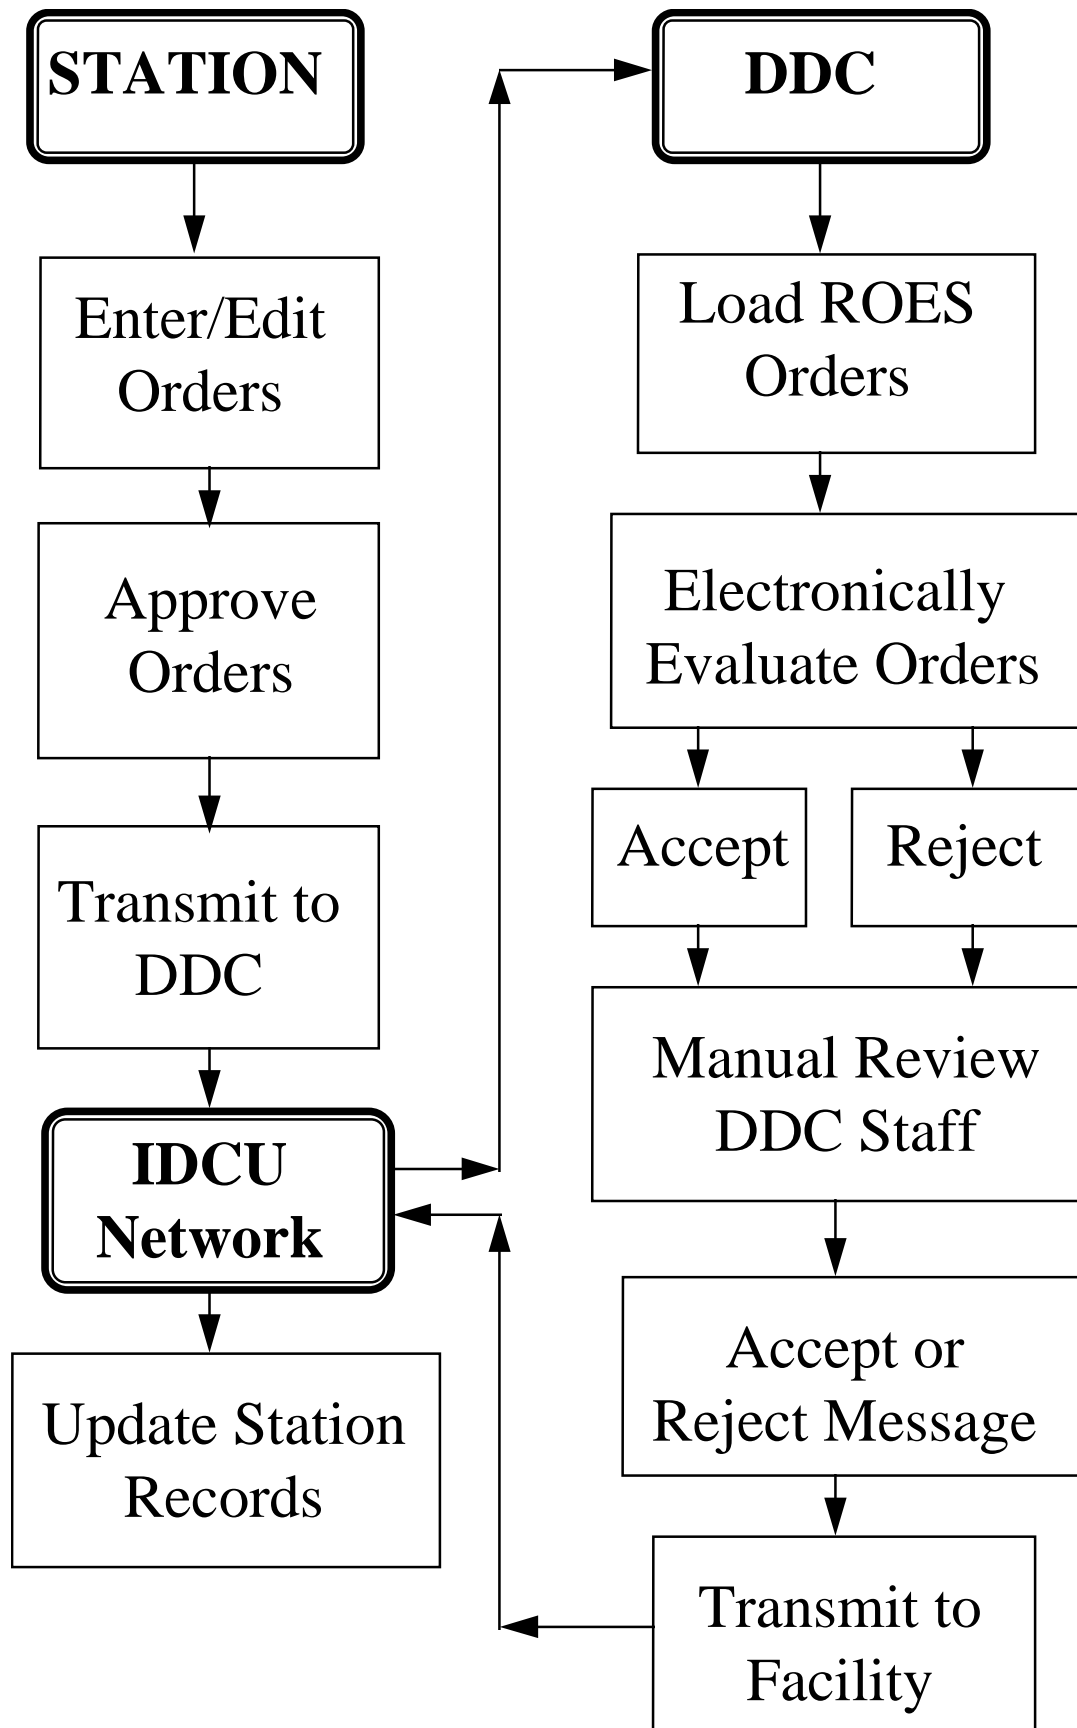 STATION
Enter/Edit
Orders
Approve
Orders
Transmit to
DDC
IDCU
Network
Update Station
Records
DDC
Load ROES
Orders
Electronically
Evaluate Orders
Accept
Reject
Manual Review
DDC Staff
Accept or
Reject Message
Transmit to
Facility